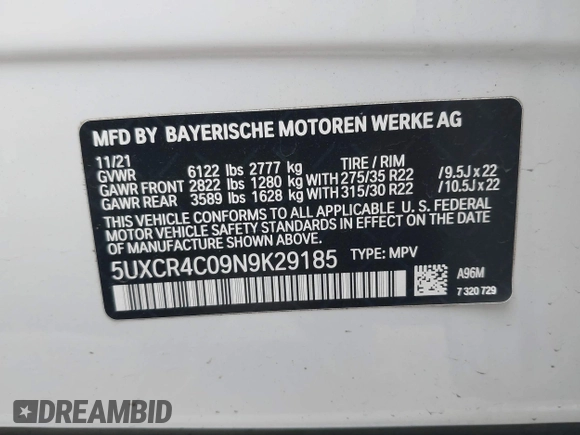 MFD BY BAYERISCHE MOTOREN WERKE AG
11/21 TIRE / RIM
GVWR 6122 lbs 2777 kg
GAWR FRONT 2822 lbs 1280 kg WITH 275/35 R22 / 9.5J x 22
GAWR REAR 3589 lbs 1628 kg WITH 315/30 R22 / 10.5J x 22
THIS VEHICLE CONFORMS TO ALL APPLICABLE U. S. FEDERAL
MOTOR VEHICLE SAFETY STANDARDS IN EFFECT ON THE
DATE OF MANUFACTURE SHOWN ABOVE.
5UXCR4C09N9K29185 TYPE: MPV
A96M
7 320 729
DREAMBID